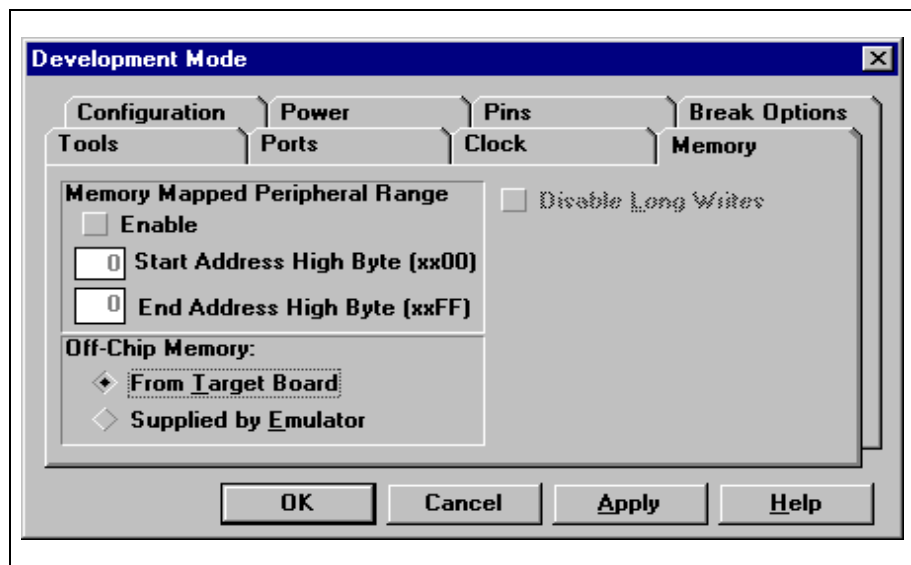 Development Mode
Configuration Power Pins Break Options
Tools Ports Clock Memory
Memory Mapped Peripheral Range
Enable
0 Start Address High Byte (xx00)
0 End Address High Byte (xxFF)
Disable Long Writes
Off-Chip Memory:
From Target Board
Supplied by Emulator
OK Cancel Apply Help